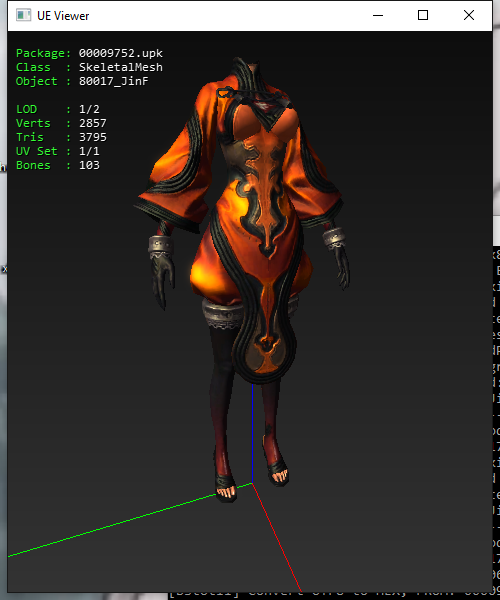 UE Viewer
Package: 00009752.upk
Class : SkeletalMesh
Object : 80017_JinF
LOD : 1/2
Verts : 2857
Tris : 3795
UV Set : 1/1
Bones : 103